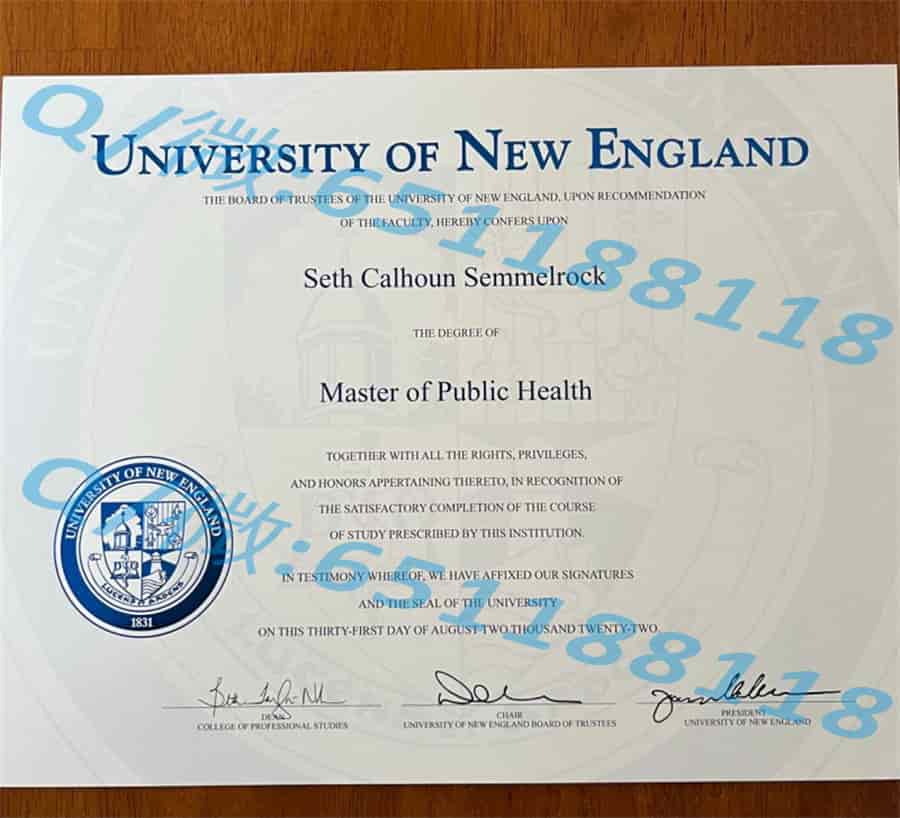 UNIVERSITY OF NEW ENGLAND
THE BOARD OF TRUSTEES OF THE UNIVERSITY OF NEW ENGLAND, UPON RECOMMENDATION
OF THE FACULTY, HEREBY CONFERS UPON
Seth Calhoun Semmelrock
THE DEGREE OF
Master of Public Health
TOGETHER WITH ALL THE RIGHTS, PRIVILEGES,
AND HONORS APPERTAINING THERETO, IN RECOGNITION OF
THE SATISFACTORY COMPLETION OF THE COURSE
OF STUDY PRESCRIBED BY THIS INSTITUTION.
IN TESTIMONY WHEREOF, WE HAVE AFFIXED OUR SIGNATURES
AND THE SEAL OF THE UNIVERSITY
ON THIS THIRTY-FIRST DAY OF AUGUST TWO THOUSAND TWENTY-TWO.
UNIVERSITY OF NEW ENGLAND
LUCENS ARDENS
1831
DEAN
COLLEGE OF PROFESSIONAL STUDIES
CHAIR
UNIVERSITY OF NEW ENGLAND BOARD OF TRUSTEES
PRESIDENT
UNIVERSITY OF NEW ENGLAND
Q/微:651188118
Q/微:651188118